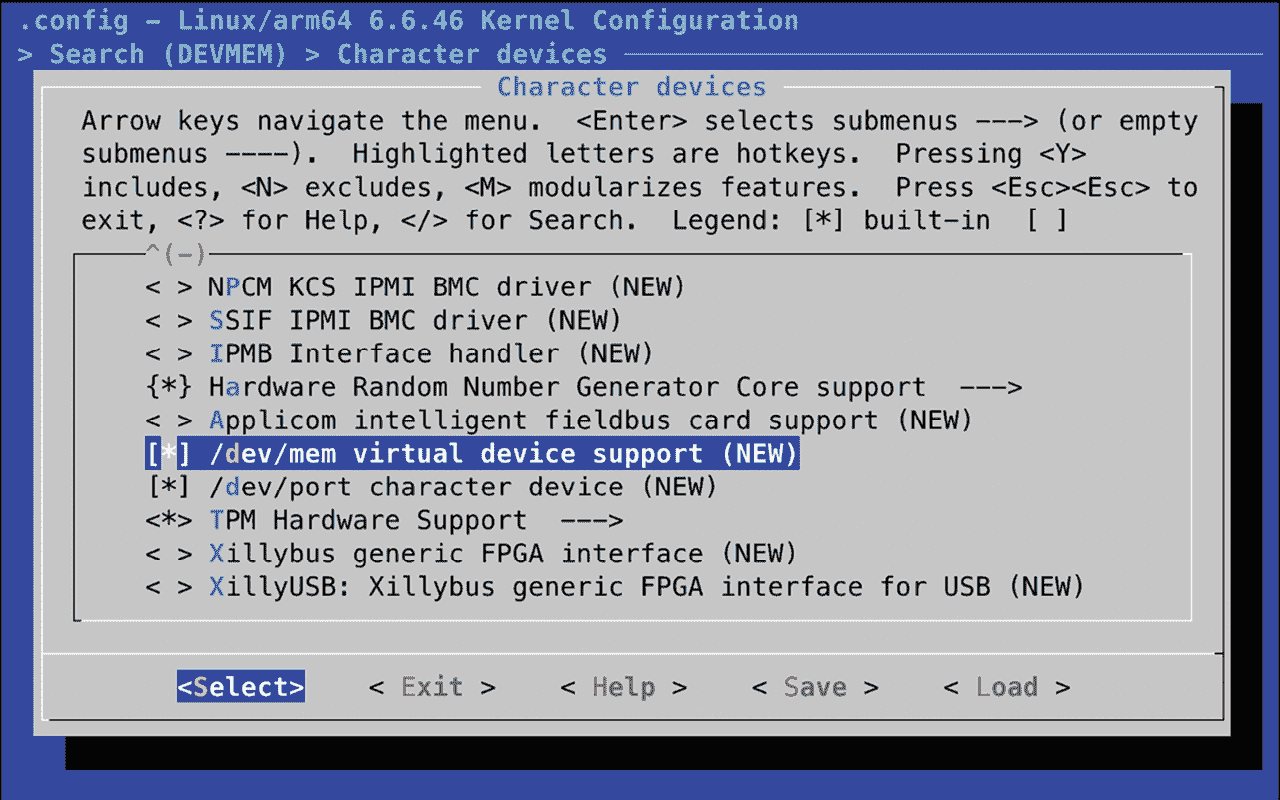 .config - Linux/arm64 6.6.46 Kernel Configuration
> Search (DEVMEM) > Character devices
Character devices
Arrow keys navigate the menu.  <Enter> selects submenus ---> (or empty
submenus ----).  Highlighted letters are hotkeys.  Pressing <Y>
includes, <N> excludes, <M> modularizes features.  Press <Esc><Esc> to
exit, <?> for Help, </> for Search.  Legend: [*] built-in  [ ]
^(-)
< > NPCM KCS IPMI BMC driver (NEW)
< > SSIF IPMI BMC driver (NEW)
< > IPMB Interface handler (NEW)
{*} Hardware Random Number Generator Core support  --->
< > Applicom intelligent fieldbus card support (NEW)
[*] /dev/mem virtual device support (NEW)
[*] /dev/port character device (NEW)
<*> TPM Hardware Support  --->
< > Xillybus generic FPGA interface (NEW)
< > XillyUSB: Xillybus generic FPGA interface for USB (NEW)
<Select>    < Exit >    < Help >    < Save >    < Load >